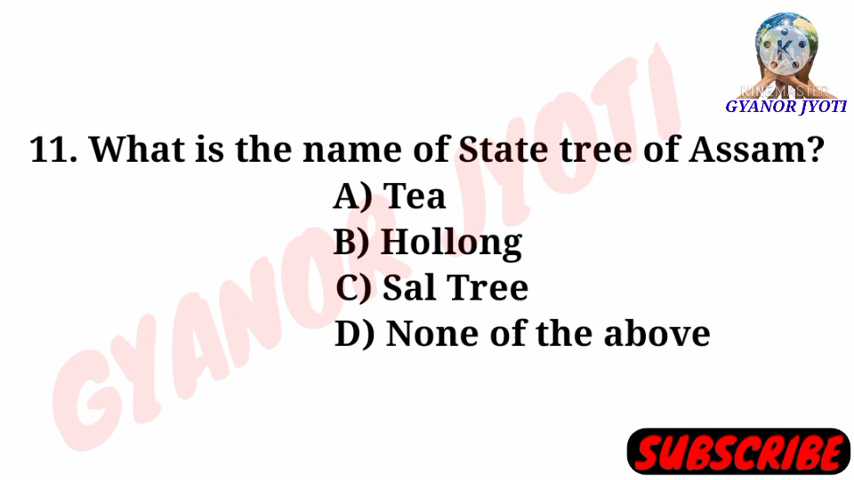 K
KINEMASTER
GYANOR JYOTI
11. What is the name of State tree of Assam?
A) Tea
B) Hollong
C) Sal Tree
D) None of the above
GYANOR JYOTI
SUBSCRIBE